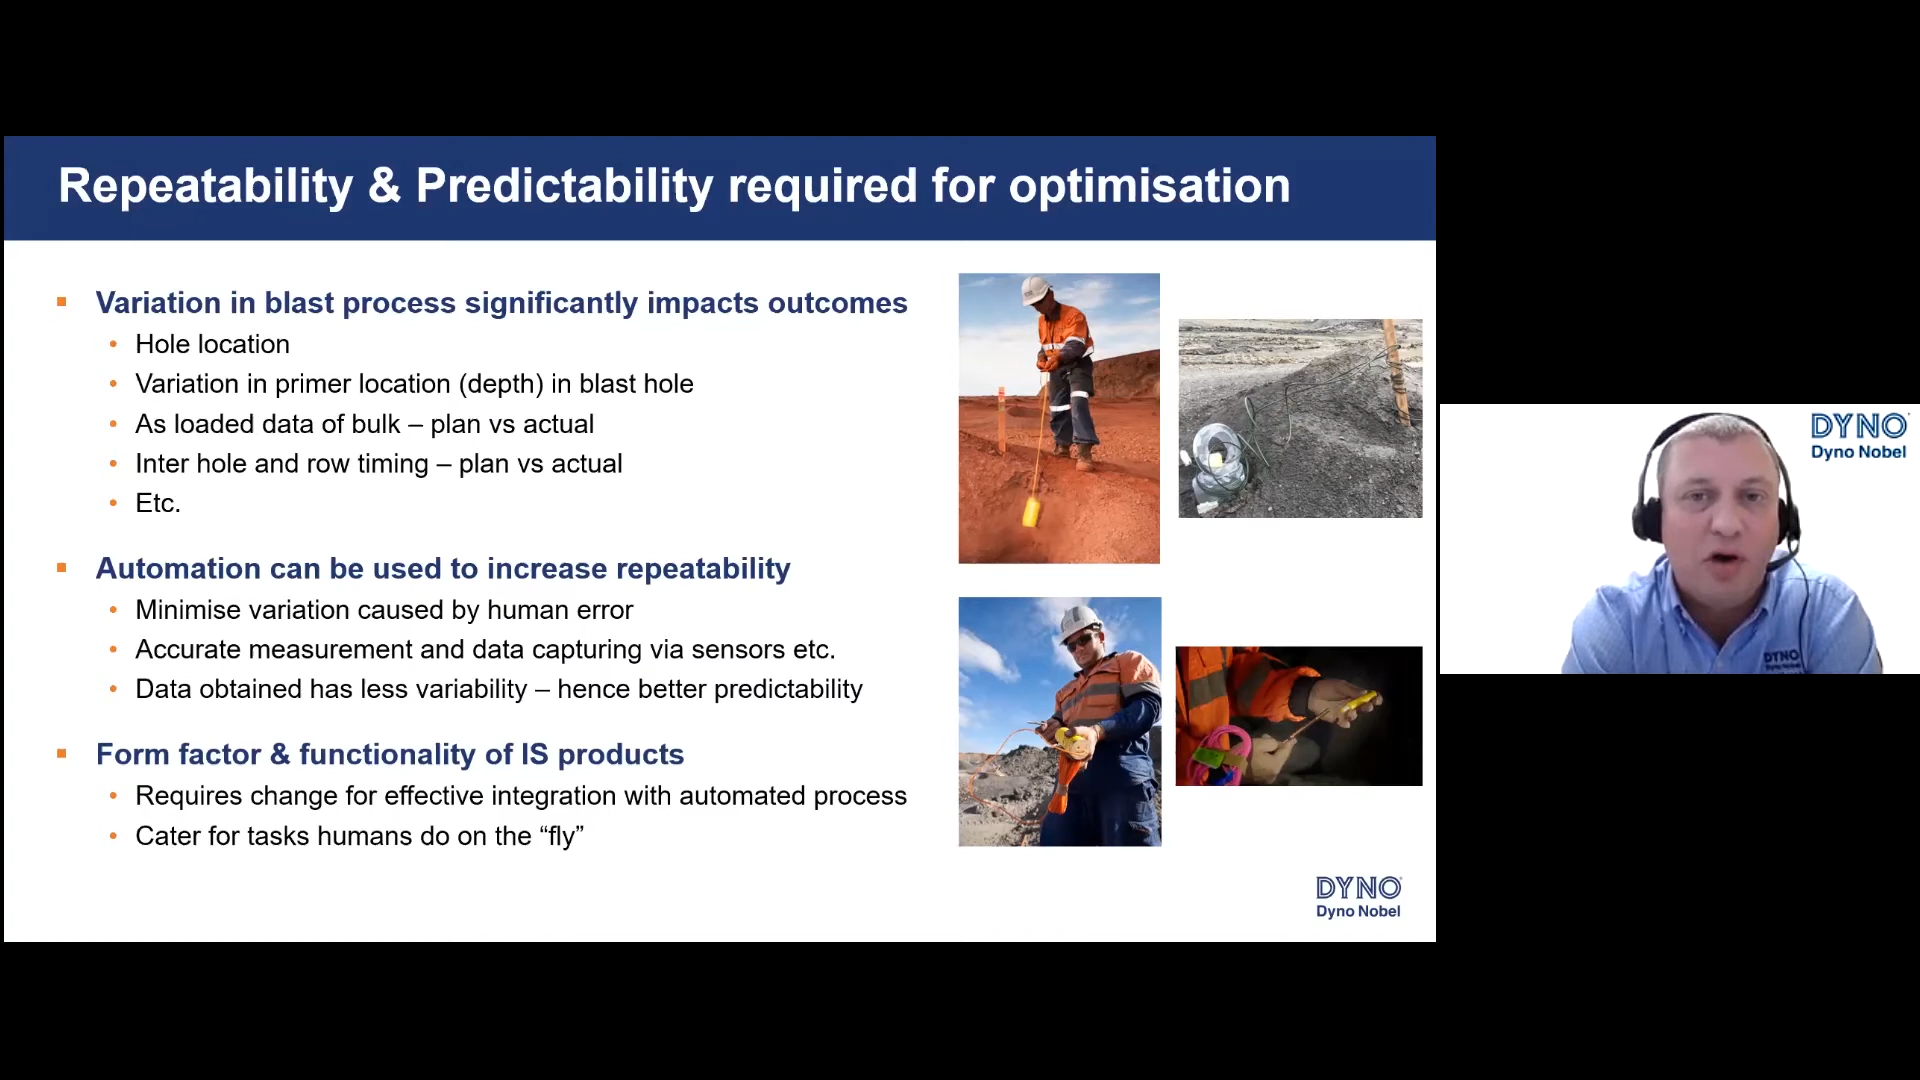 Repeatability & Predictability required for optimisation
Variation in blast process significantly impacts outcomes
Hole location
Variation in primer location (depth) in blast hole
As loaded data of bulk – plan vs actual
Inter hole and row timing – plan vs actual
Etc.
Automation can be used to increase repeatability
Minimise variation caused by human error
Accurate measurement and data capturing via sensors etc.
Data obtained has less variability – hence better predictability
Form factor & functionality of IS products
Requires change for effective integration with automated process
Cater for tasks humans do on the “fly”
DYNO
Dyno Nobel
DYNO
Dyno Nobel
DYNO